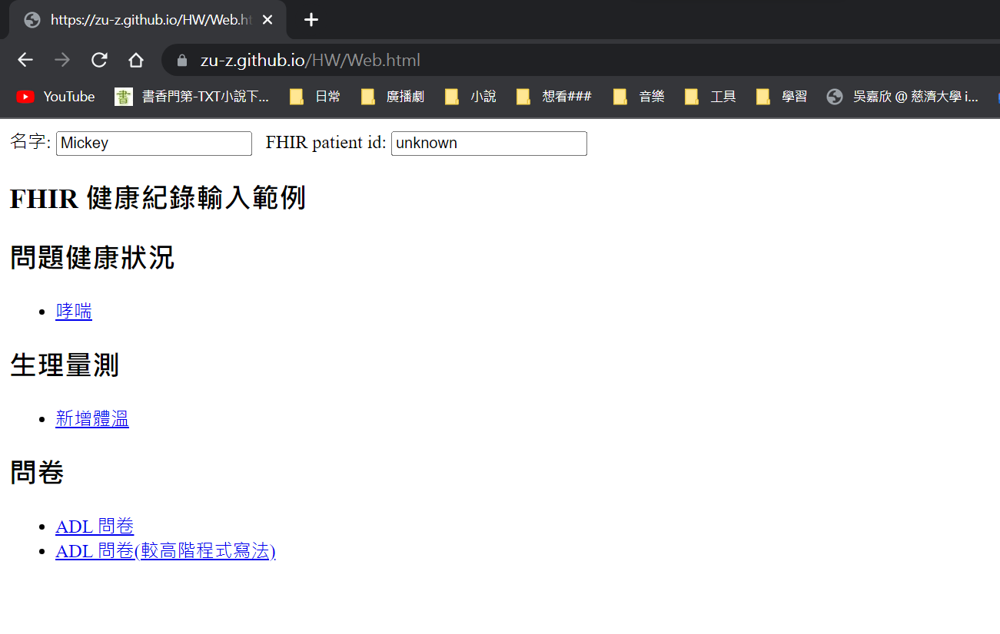 https://zu-z.github.io/HW/Web.ht
zu-z.github.io/HW/Web.html
YouTube 書 書香門第-TXT小說下... 日常 廣播劇 小說 想看### 音樂 工具 學習 吳嘉欣 @ 慈濟大學 i...
名字: Mickey FHIR patient id: unknown
FHIR 健康紀錄輸入範例
問題健康狀況
哮喘
生理量測
新增體溫
問卷
ADL 問卷
ADL 問卷(較高階程式寫法)